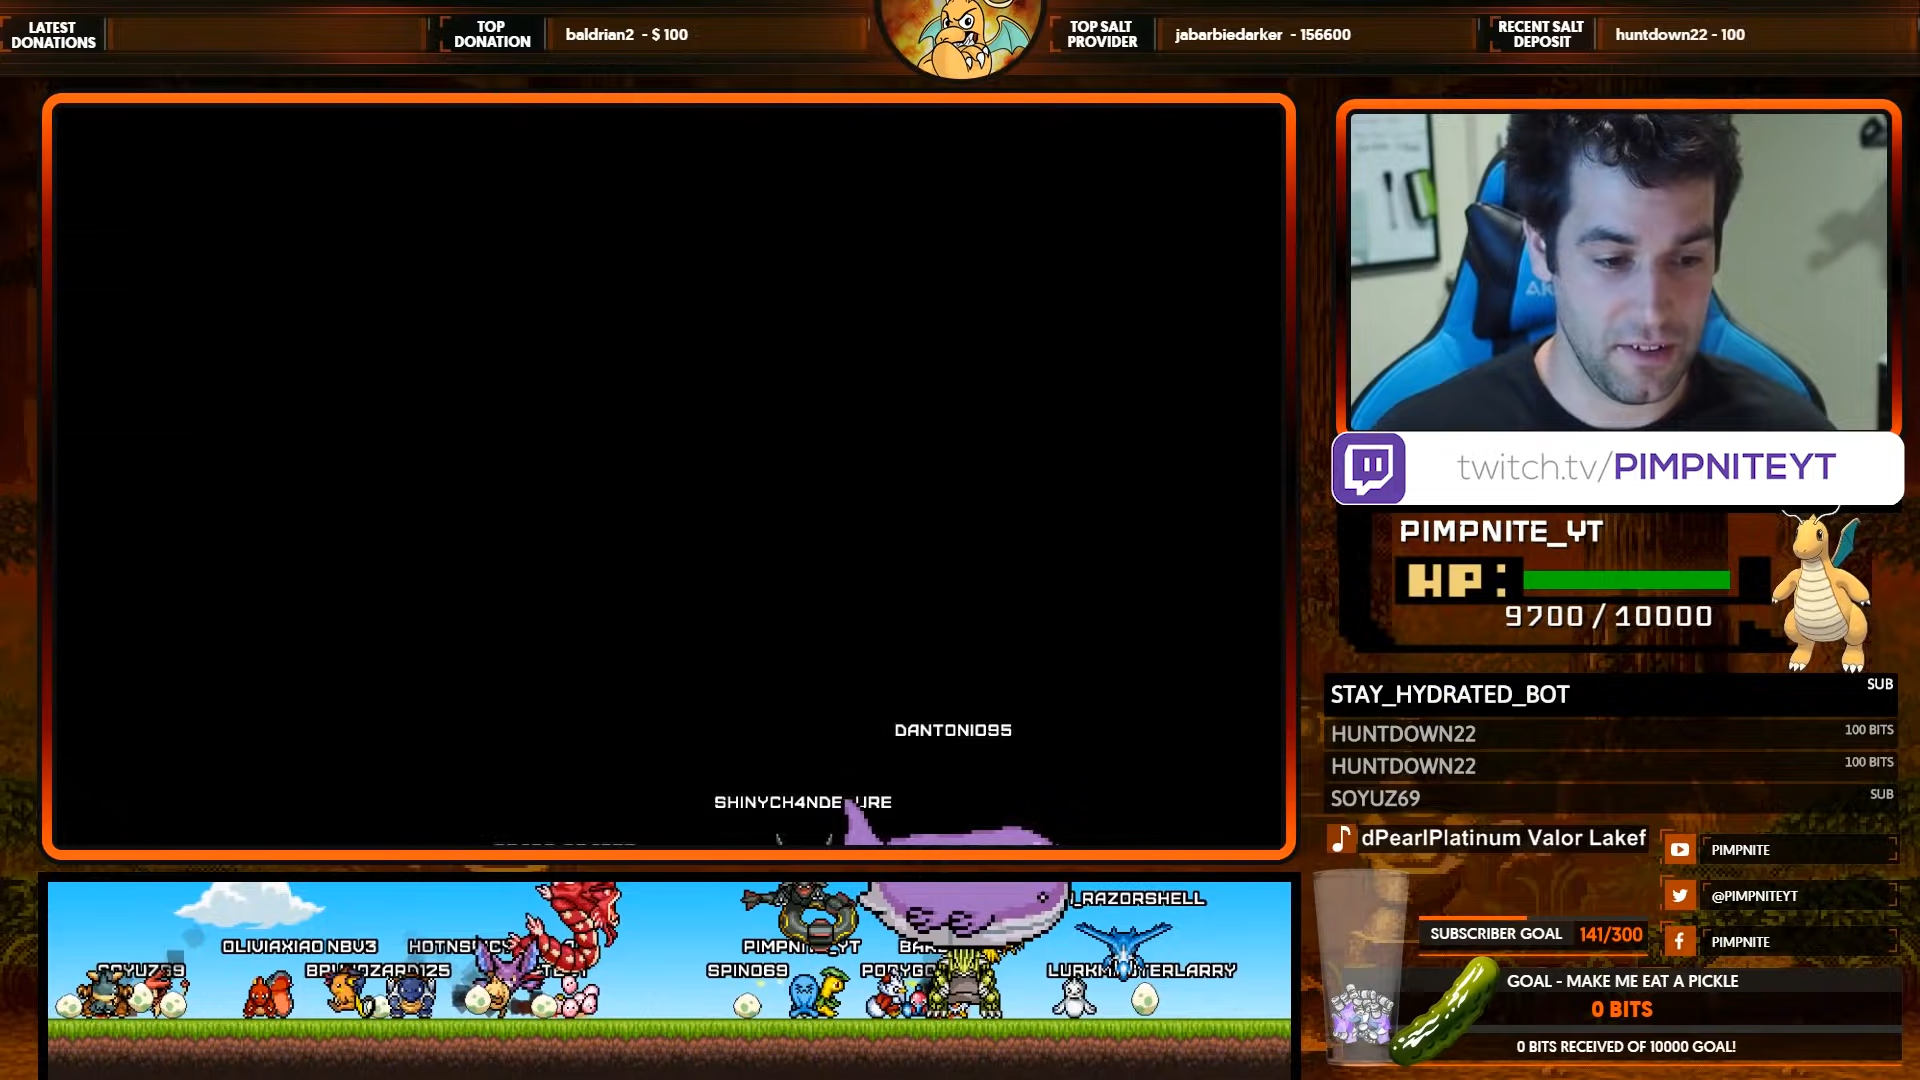 LATEST
DONATIONS
TOP
DONATION
baldrian2 - $ 100
TOP SALT
PROVIDER
jabarbiedarker - 156600
RECENT SALT
DEPOSIT
huntdown22 - 100
twitch.tv/PIMPNITEYT
PIMPNITE_YT
HP:
9700/10000
STAY_HYDRATED_BOT
SUB
HUNTDOWN22
100 BITS
HUNTDOWN22
100 BITS
SOYUZ69
SUB
dPearlPlatinum Valor Lakef
PIMPNITE
@PIMPNITEYT
PIMPNITE
SUBSCRIBER GOAL 141/300
GOAL - MAKE ME EAT A PICKLE
0 BITS
0 BITS RECEIVED OF 10000 GOAL!
DANTONIO95
OLIVIAXIAO NBV3
SPINO69